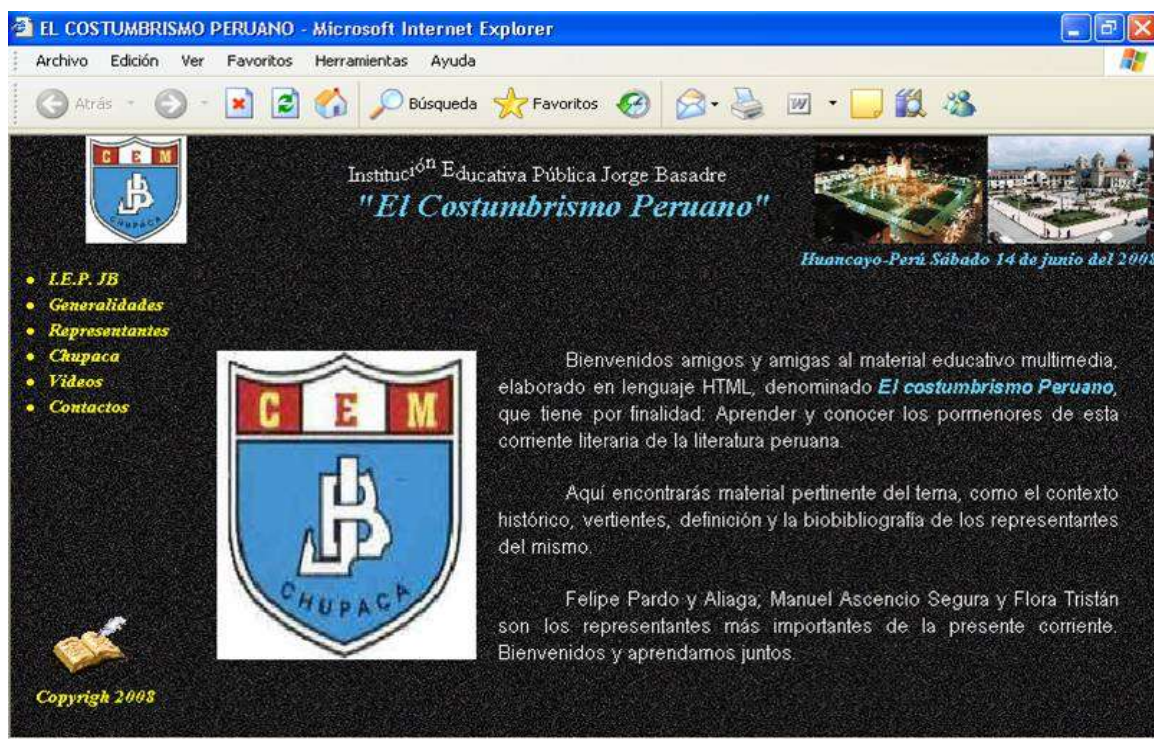 EL COSTUMBRISMO PERUANO - Microsoft Internet Explorer
Archivo Edición Ver Favoritos Herramientas Ayuda
Atrás Búsqueda Favoritos
C E M
JB
CHUPACA
Institución Educativa Pública Jorge Basadre
"El Costumbrismo Peruano"
Huancayo-Perú Sábado 14 de junio del 2008
I.E.P. JB
Generalidades
Representantes
Chupaca
Videos
Contactos
Copyrigh 2008
C E M
JB
CHUPACA
Bienvenidos amigos y amigas al material educativo multimedia,
elaborado en lenguaje HTML, denominado El costumbrismo Peruano,
que tiene por finalidad: Aprender y conocer los pormenores de esta
corriente literaria de la literatura peruana.
Aquí encontrarás material pertinente del tema, como el contexto
histórico, vertientes, definición y la biobibliografía de los representantes
del mismo.
Felipe Pardo y Aliaga; Manuel Ascencio Segura y Flora Tristán
son los representantes más importantes de la presente corriente.
Bienvenidos y aprendamos juntos.